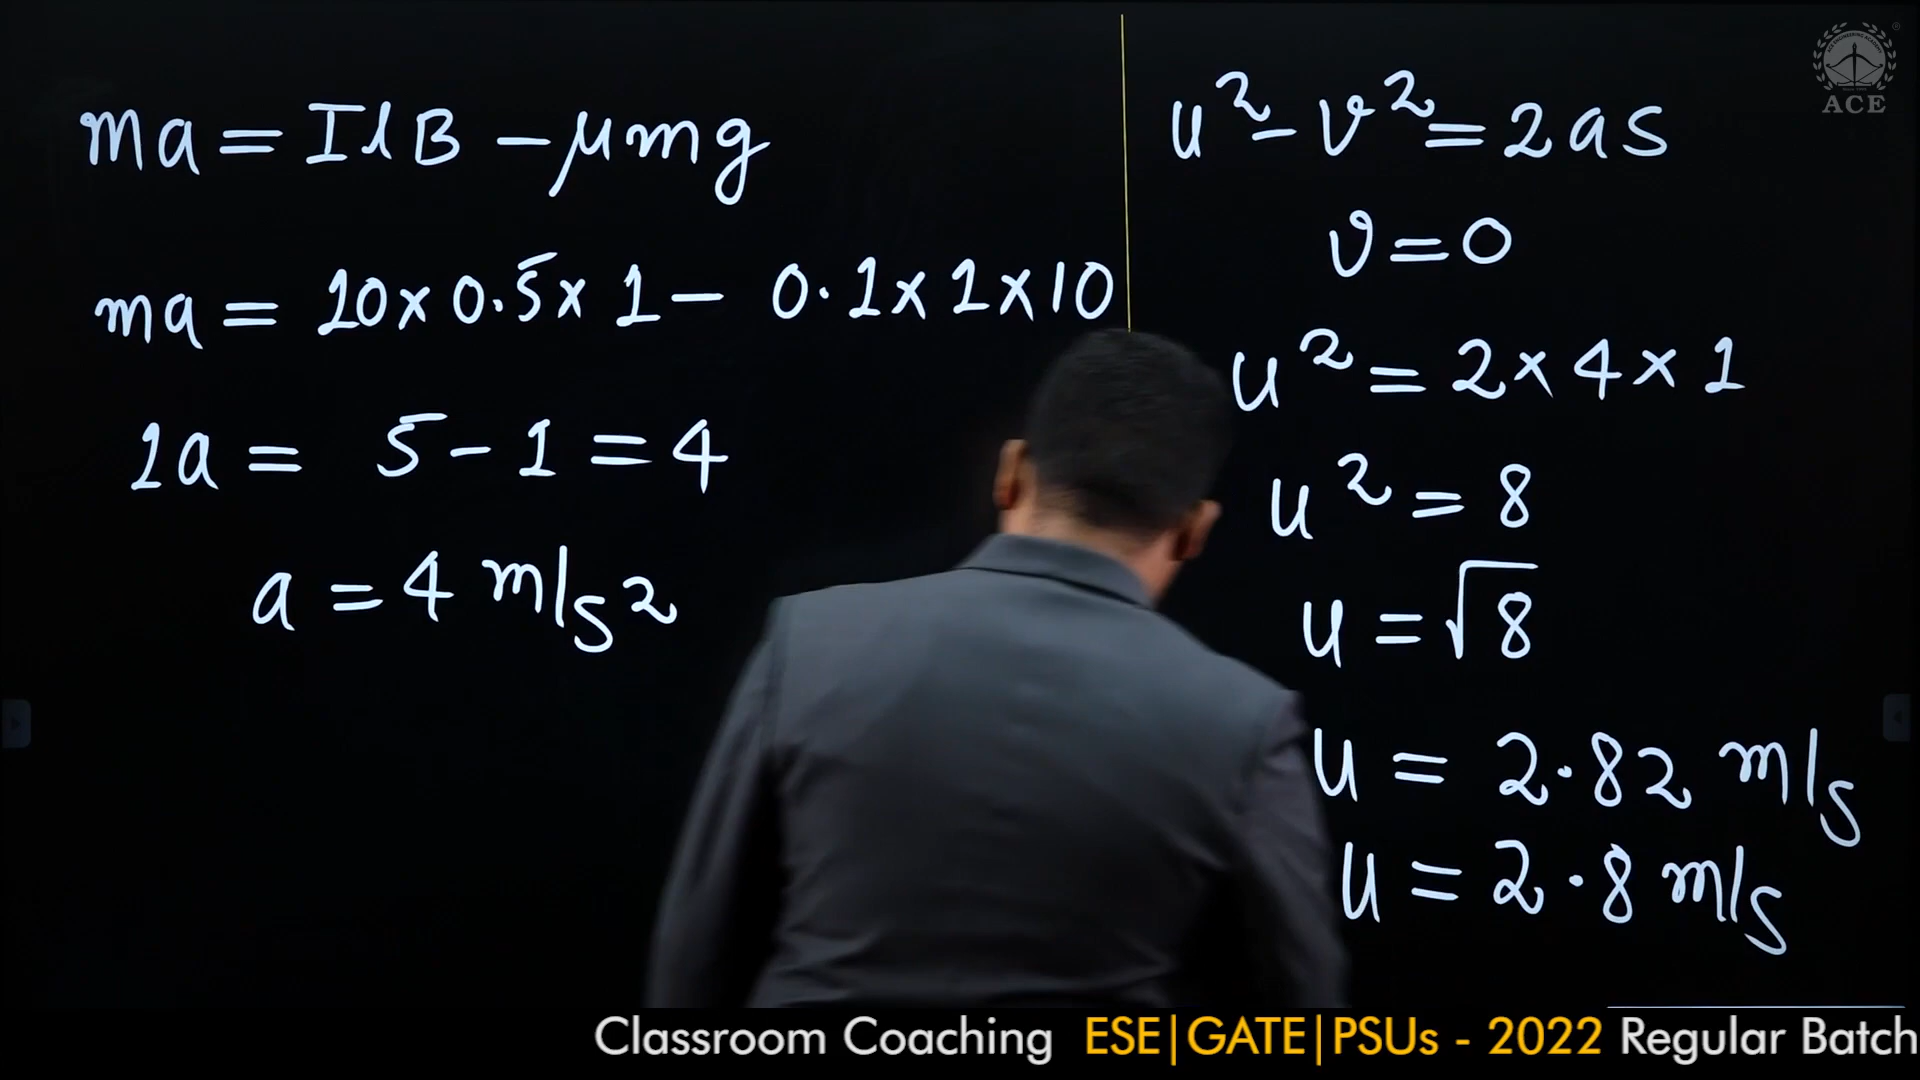 ma = IlB - μmg
ma = 10 x 0.5 x 1 - 0.1 x 1 x 10
1a = 5 - 1 = 4
a = 4 m/s2
u² - v² = 2as
v = 0
u² = 2 x 4 x 1
u² = 8
u = √8
u = 2.82 m/s
u = 2.8 m/s
ACE
Classroom Coaching ESE|GATE|PSUs - 2022 Regular Batch